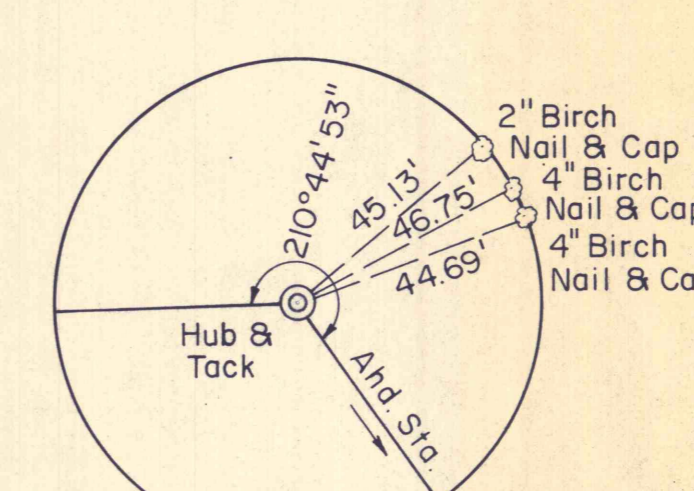 210°44'53"
45.13'
46.75'
44.69'
2" Birch
Nail & Cap
4" Birch
Nail & Cap
4" Birch
Nail & Ca
Hub &
Tack
Ahd. Sta.